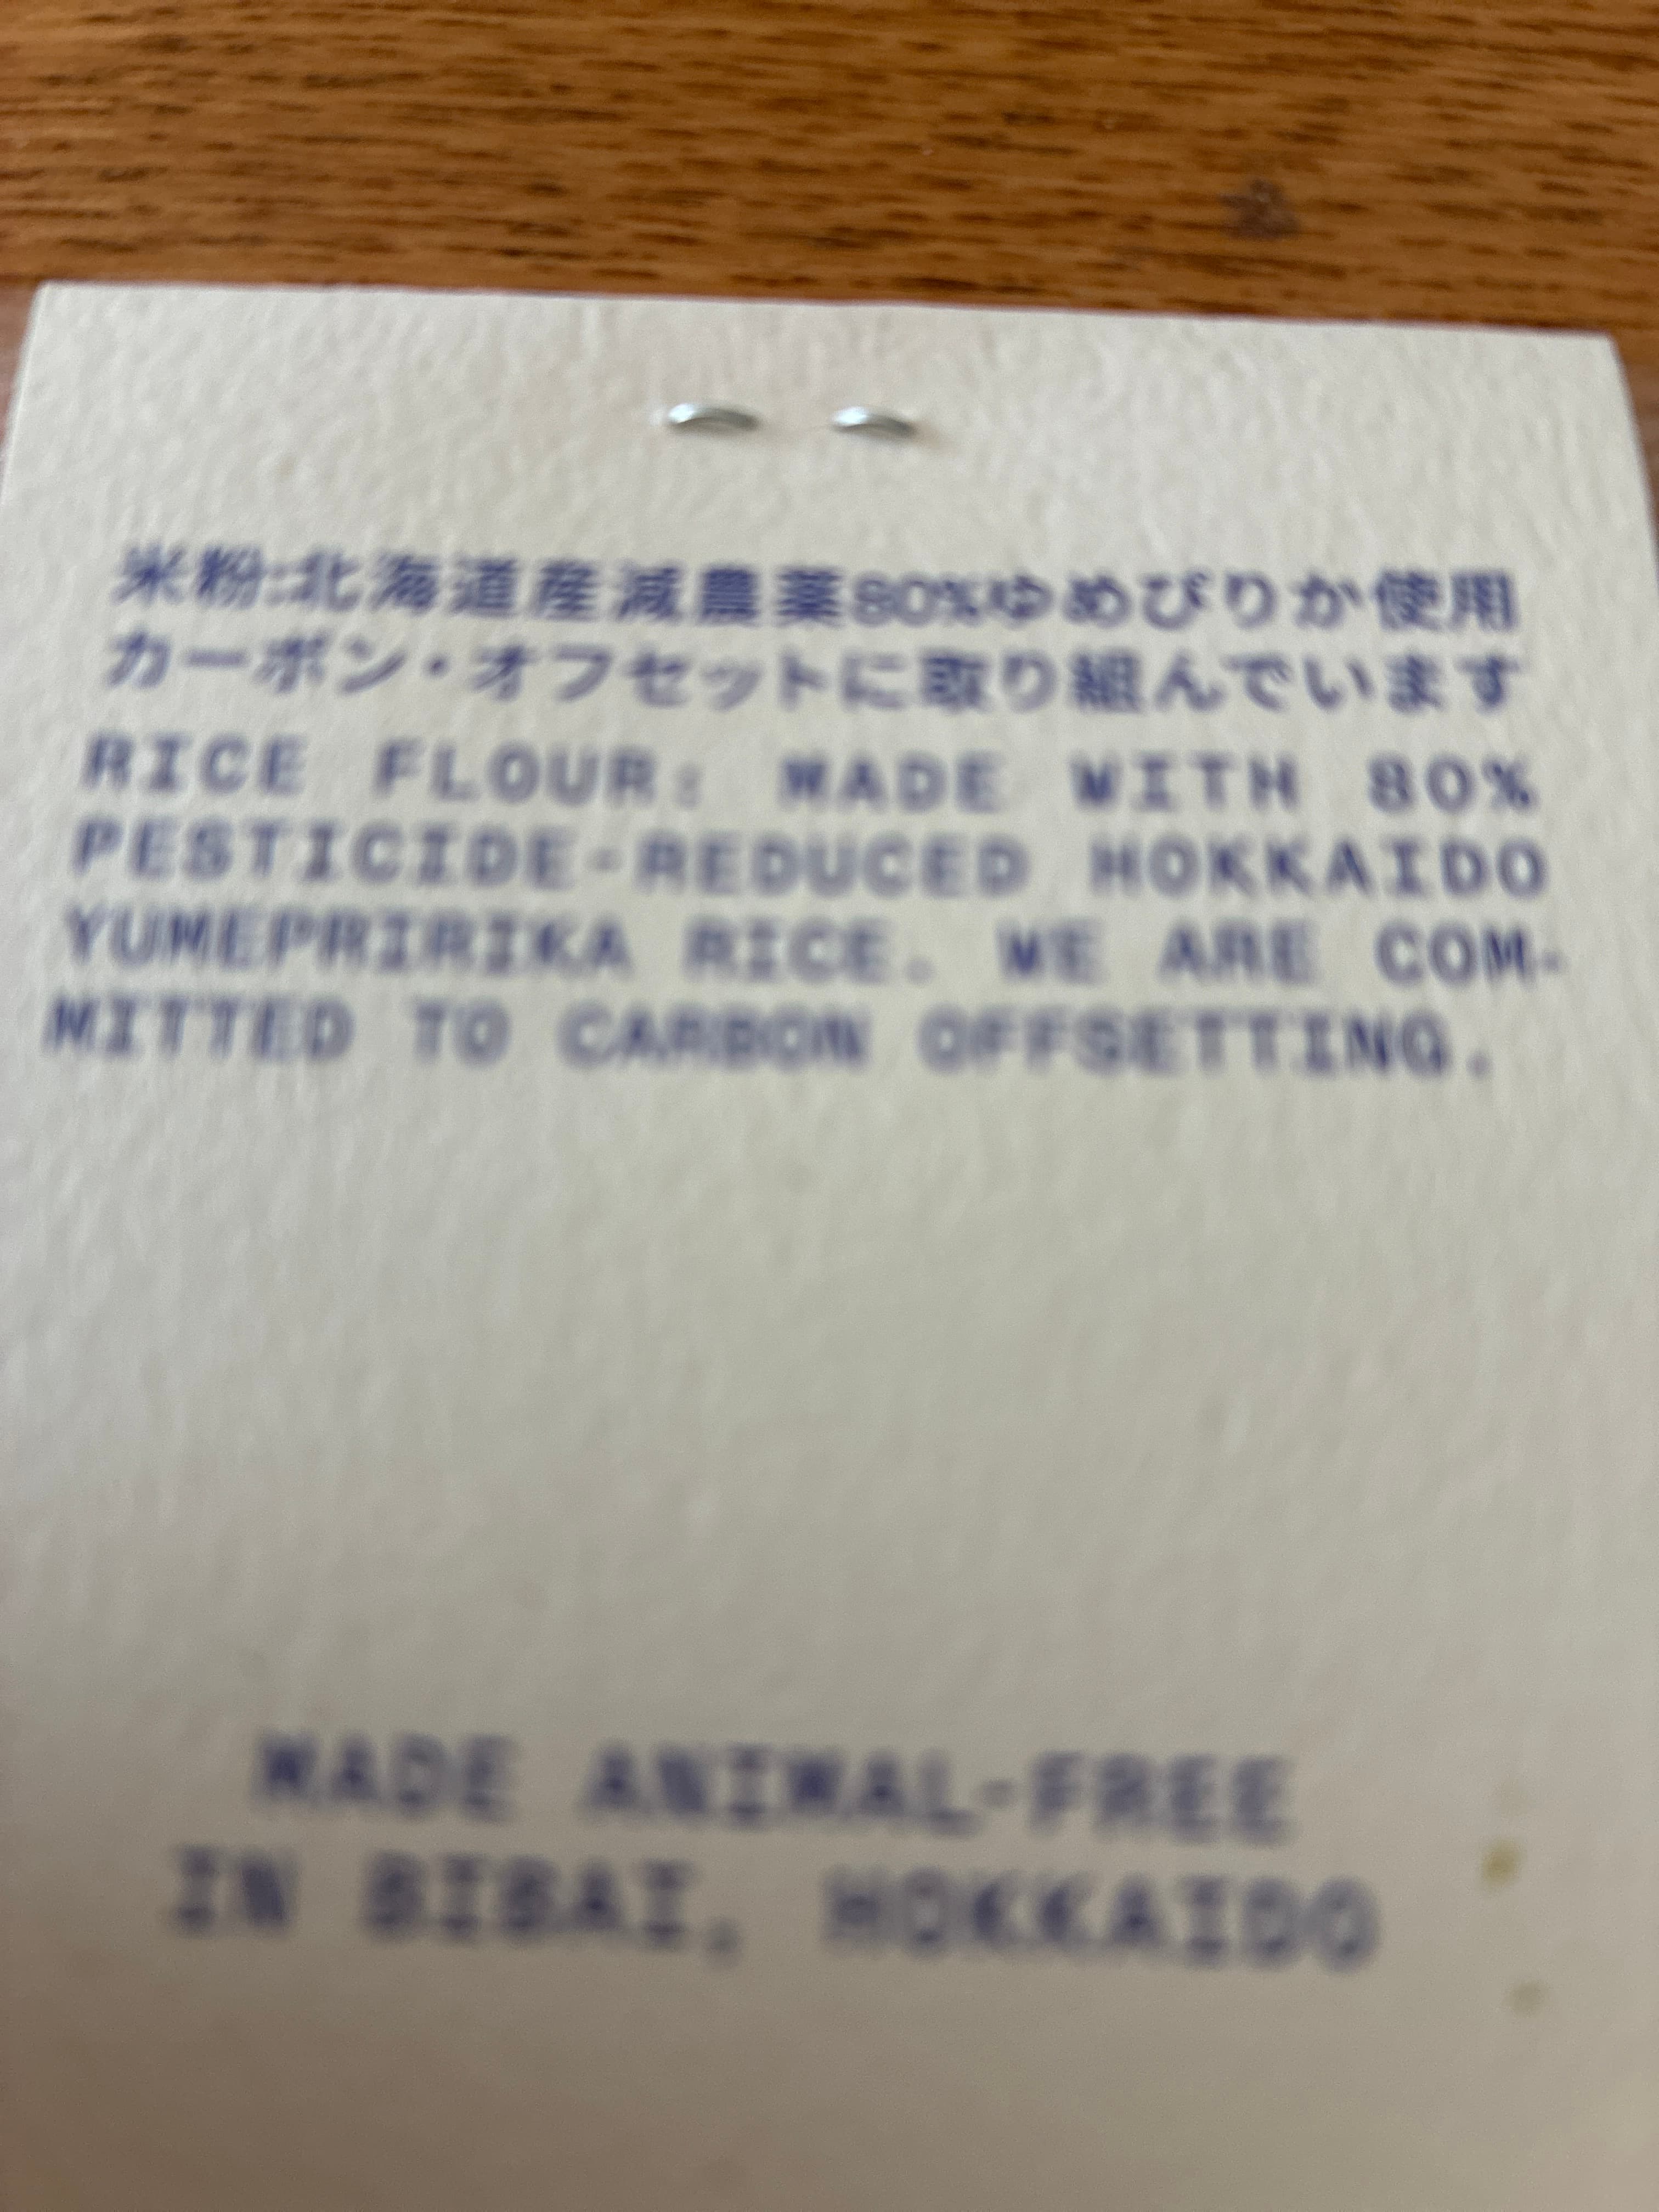 米粉:北海道産減農薬80%ゆめぴりか使用
カーボン・オフセットに取り組んでいます
RICE FLOUR: MADE WITH 80%
PESTICIDE-REDUCED HOKKAIDO
YUMEPRIRIKA RICE. WE ARE COM-
MITTED TO CARBON OFFSETTING.
MADE ANIMAL-FREE
IN BIBAI, HOKKAIDO